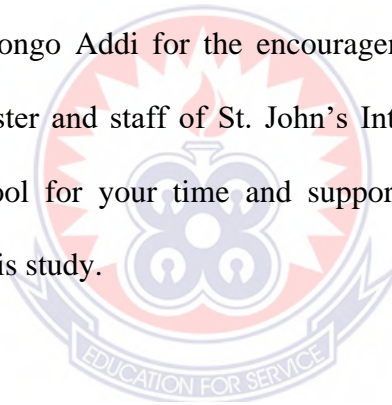 ongo Addi for the encourage
ster and staff of St. John's Int
ool for your time and suppor
is study.
EDUCATION FOR SERVICE